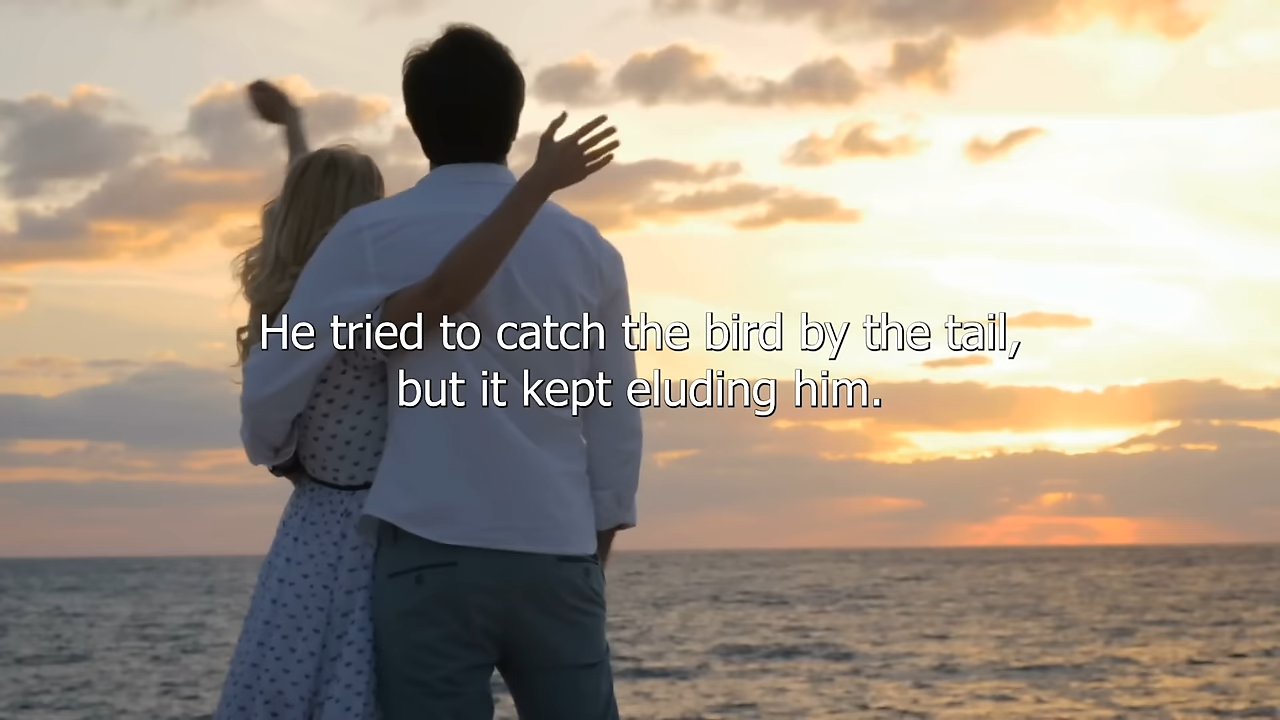 He tried to catch the bird by the tail,
but it kept eluding him.